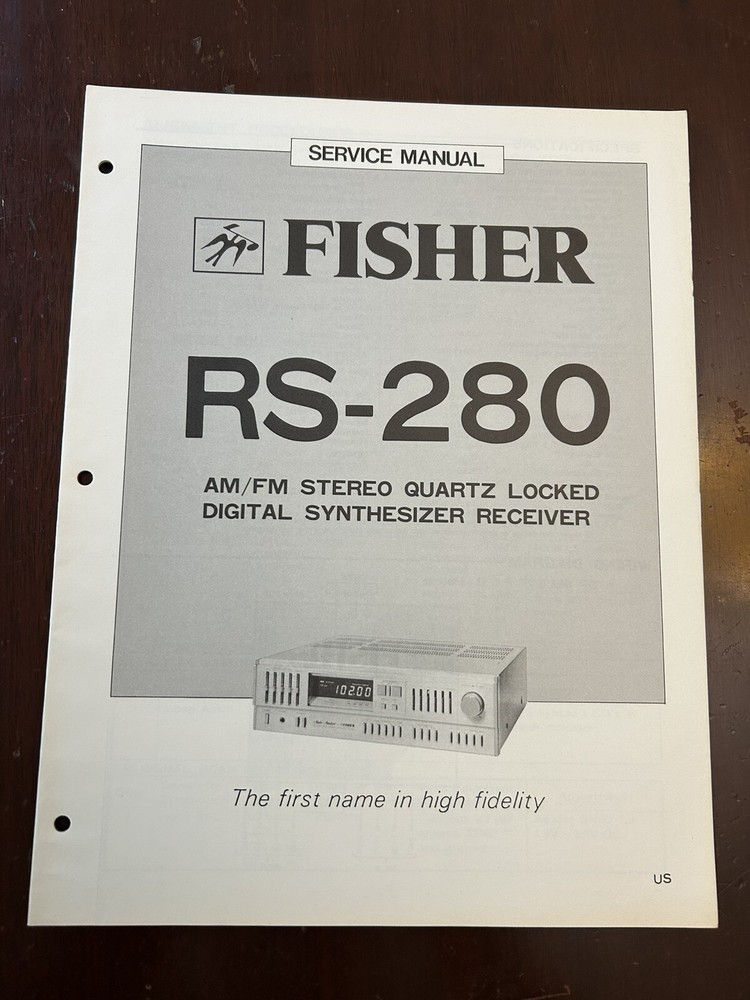 SERVICE MANUAL
FISHER
RS-280
AM/FM STEREO QUARTZ LOCKED
DIGITAL SYNTHESIZER RECEIVER
102.00
The first name in high fidelity
US